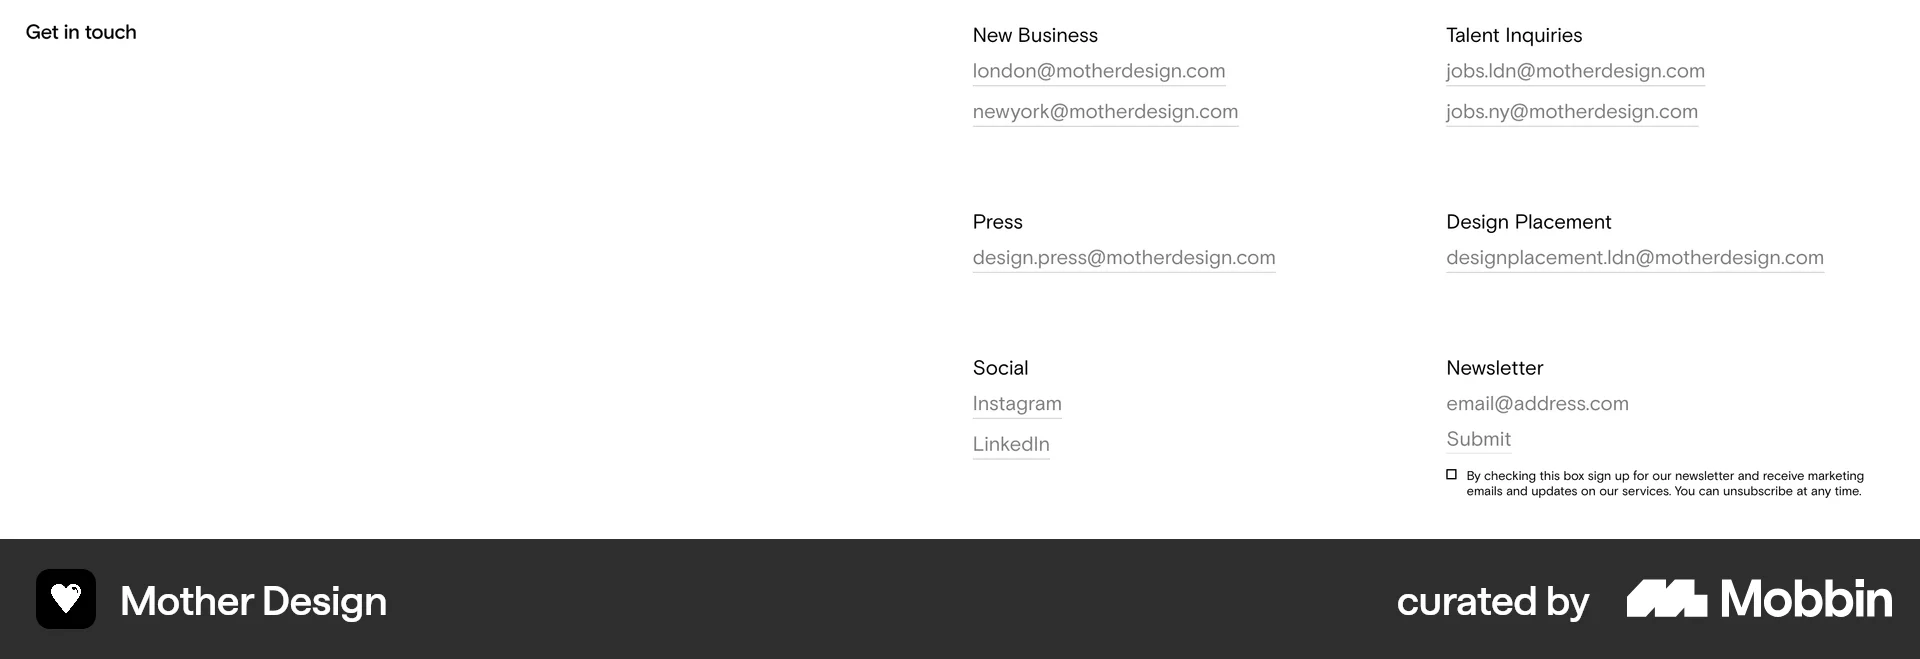 Get in touch
New Business
london@motherdesign.com
newyork@motherdesign.com
Talent Inquiries
jobs.ldn@motherdesign.com
jobs.ny@motherdesign.com
Press
design.press@motherdesign.com
Design Placement
designplacement.ldn@motherdesign.com
Social
Instagram
LinkedIn
Newsletter
email@address.com
Submit
By checking this box sign up for our newsletter and receive marketing
emails and updates on our services. You can unsubscribe at any time.
Mother Design
curated by Mobbin